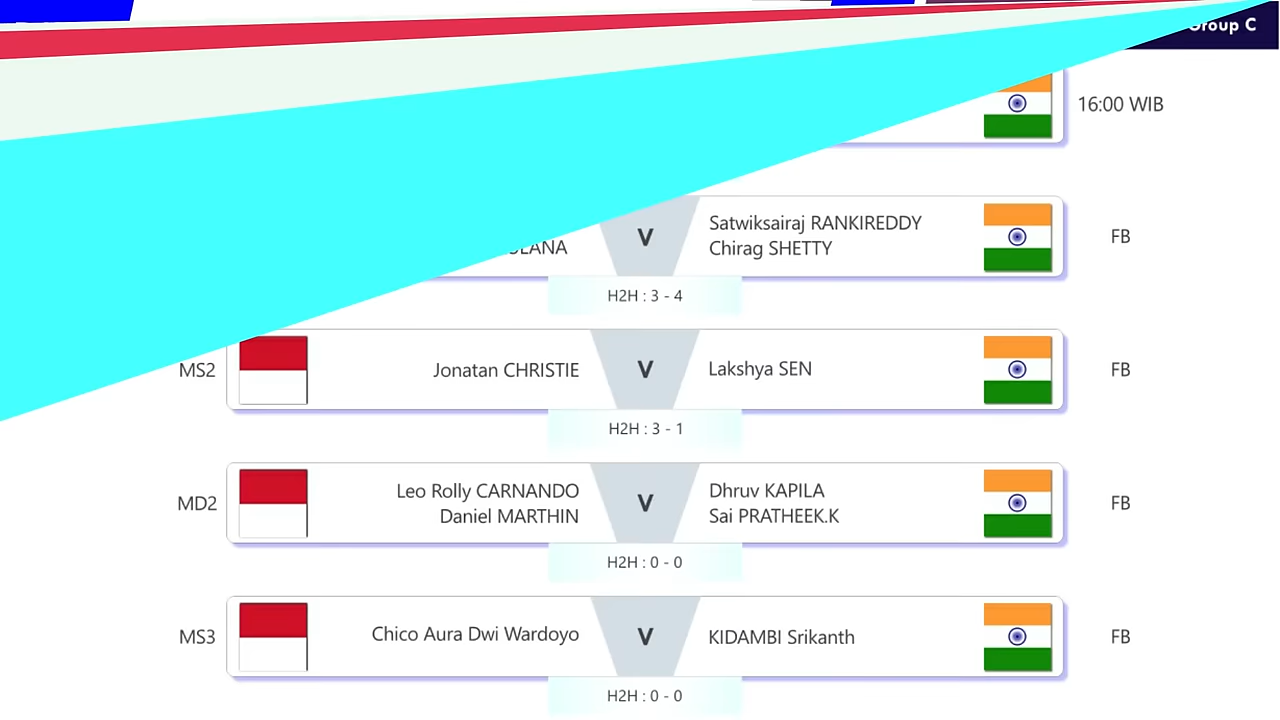 Group C
16:00 WIB
V
Satwiksairaj RANKIREDDY
Chirag SHETTY
FB
H2H : 3 - 4
MS2
Jonatan CHRISTIE
V
Lakshya SEN
FB
H2H : 3 - 1
MD2
Leo Rolly CARNANDO
Daniel MARTHIN
V
Dhruv KAPILA
Sai PRATHEEK.K
FB
H2H : 0 - 0
MS3
Chico Aura Dwi Wardoyo
V
KIDAMBI Srikanth
FB
H2H : 0 - 0